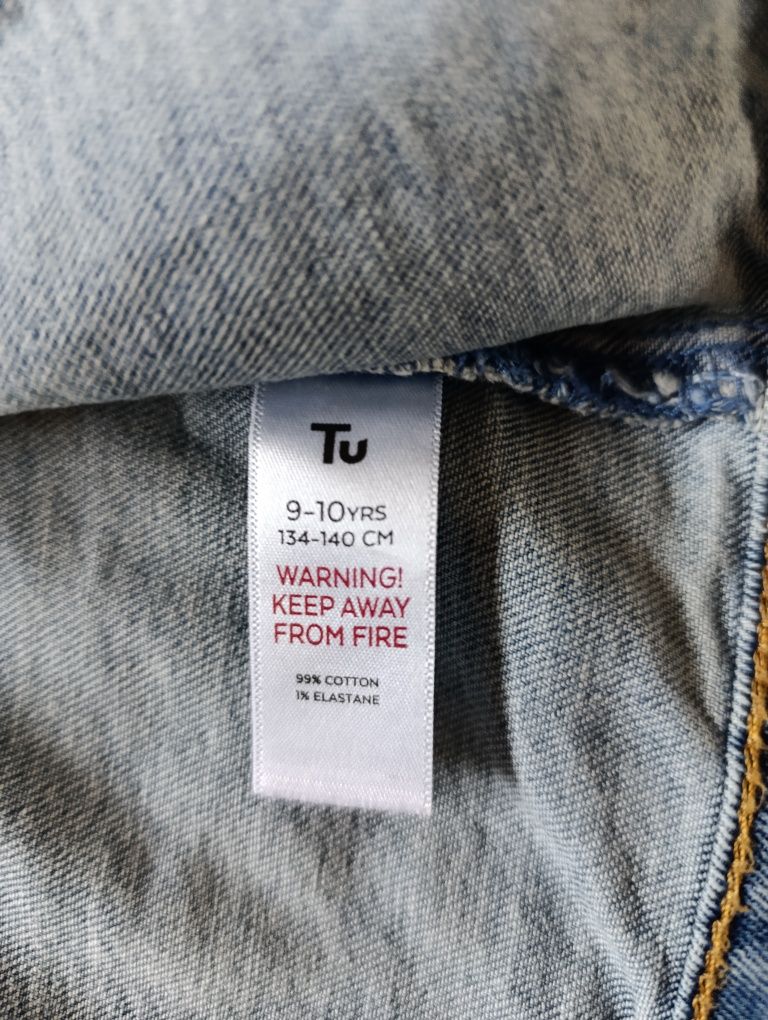 Tu
9-10YRS
134-140 CM
WARNING!
KEEP AWAY
FROM FIRE
99% COTTON
1% ELASTANE